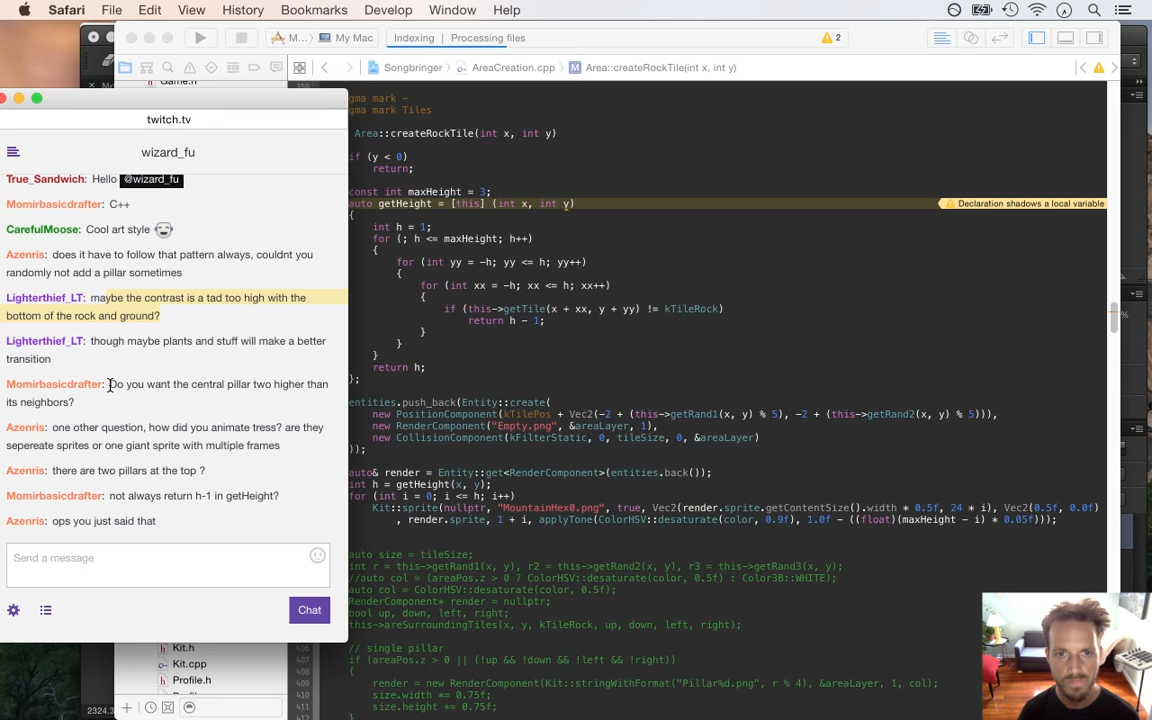 Safari File Edit View History Bookmarks Develop Window Help
M... My Mac Indexing | Processing files 2
Songbringer AreaCreation.cpp M Area::createRockTile(int x, int y)
Game.h
twitch.tv
wizard_fu
True_Sandwich: Hello @wizard_fu
Momirbasicdrafter: C++
CarefulMoose: Cool art style
Azenris: does it have to follow that pattern always, couldnt you
randomly not add a pillar sometimes
Lighterthief_LT: maybe the contrast is a tad too high with the
bottom of the rock and ground?
Lighterthief_LT: though maybe plants and stuff will make a better
transition
Momirbasicdrafter: Do you want the central pillar two higher than
its neighbors?
Azenris: one other question, how did you animate tress? are they
sepereate sprites or one giant sprite with multiple frames
Azenris: there are two pillars at the top ?
Momirbasicdrafter: not always return h-1 in getHeight?
Azenris: ops you just said that
Send a message
Chat
Kit.h
Kit.cpp
Profile.h
2324.3
gma mark -
gma mark Tiles
Area::createRockTile(int x, int y)
if (y < 0)
return;
const int maxHeight = 3;
auto getHeight = [this] (int x, int y)
Declaration shadows a local variable
{
int h = 1;
for (; h <= maxHeight; h++)
{
for (int yy = -h; yy <= h; yy++)
{
for (int xx = -h; xx <= h; xx++)
{
if (this->getTile(x + xx, y + yy) != kTileRock)
return h - 1;
}
}
}
return h;
};
entities.push_back(Entity::create(
new PositionComponent(kTilePos + Vec2(-2 + (this->getRand1(x, y) % 5), -2 + (this->getRand2(x, y) % 5))),
new RenderComponent("Empty.png", &areaLayer, 1),
new CollisionComponent(kFilterStatic, 0, tileSize, 0, &areaLayer)
));
auto& render = Entity::get<RenderComponent>(entities.back());
int h = getHeight(x, y);
for (int i = 0; i <= h; i++)
Kit::sprite(nullptr, "MountainHex0.png", true, Vec2(render.sprite.getContentSize().width * 0.5f, 24 * i), Vec2(0.5f, 0.0f)
, render.sprite, 1 + i, applyTone(ColorHSV::desaturate(color, 0.9f), 1.0f - ((float)(maxHeight - i) * 0.05f)));
auto size = tileSize;
int r = this->getRand1(x, y), r2 = this->getRand2(x, y), r3 = this->getRand3(x, y);
//auto col = (areaPos.z > 0 ? ColorHSV::desaturate(color, 0.5f) : Color3B::WHITE);
auto col = ColorHSV::desaturate(color, 0.5f);
RenderComponent* render = nullptr;
bool up, down, left, right;
this->areSurroundingTiles(x, y, kTileRock, up, down, left, right);
406 // single pillar
407 if (areaPos.z > 0 || (!up && !down && !left && !right))
408 {
409 render = new RenderComponent(Kit::stringWithFormat("Pillar%d.png", r % 4), &areaLayer, 1, col);
410 size.width *= 0.75f;
411 size.height *= 0.75f;